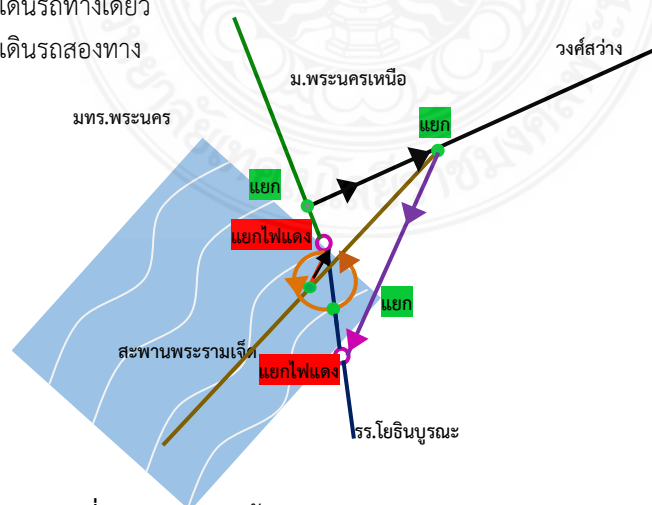 เดินรถทางเดียว
เดินรถสองทาง
วงศ์สว่าง
ม.พระนครเหนือ
มทร.พระนคร
แยก
แยก
แยกไฟแดง
แยก
สะพานพระรามเจ็ด
แยกไฟแดง
รร.โยธินบูรณะ